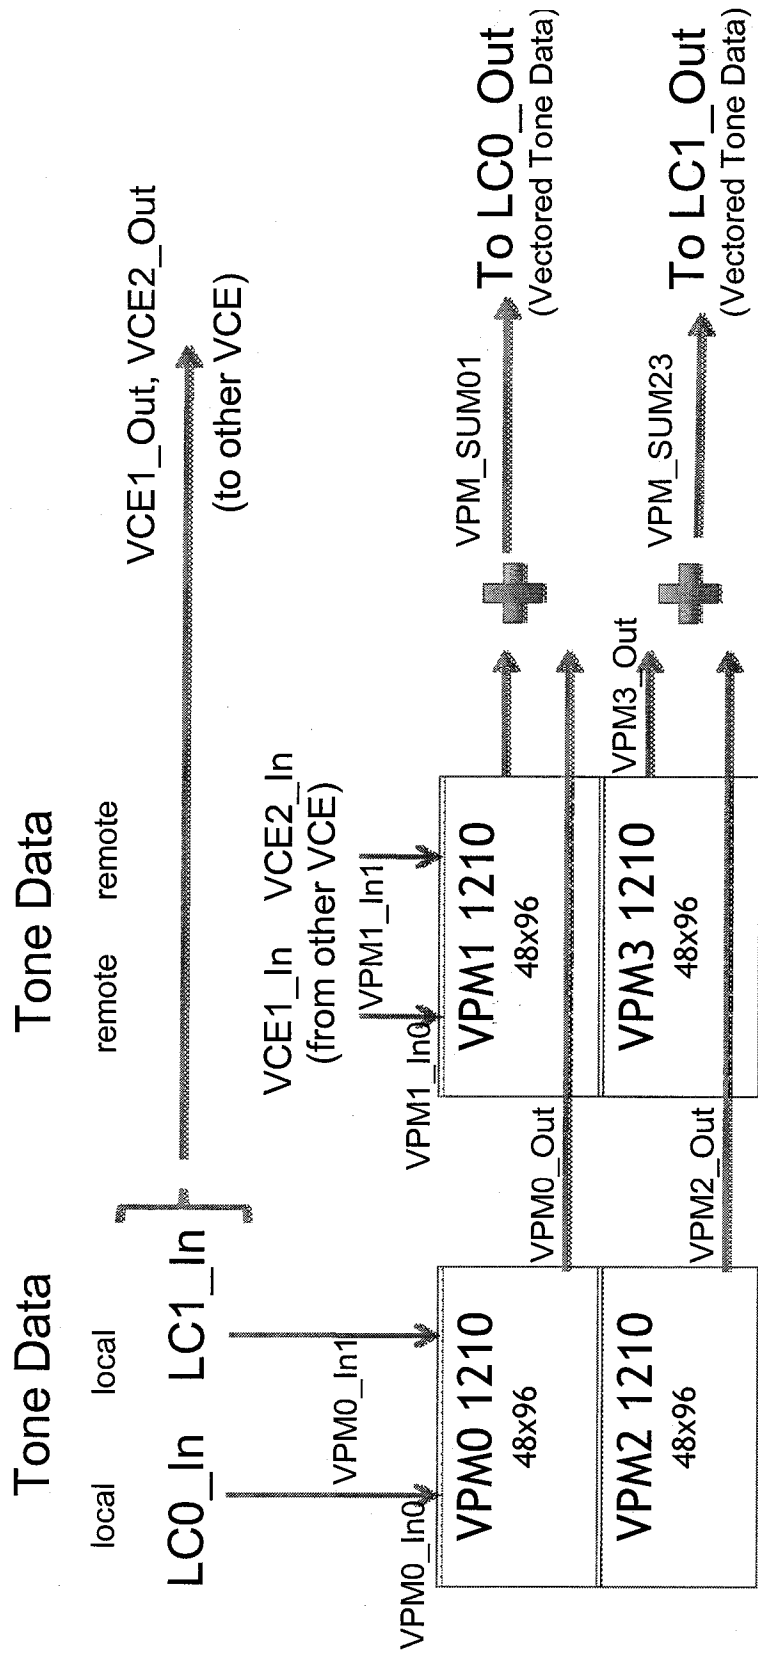 Tone Data
Tone Data
local
local
remote
remote
LC0_In
LC1_In
VCE1_Out, VCE2_Out
(to other VCE)
VCE1_In
VCE2_In
(from other VCE)
VPM0_In0
VPM0_In1
VPM1_In0
VPM1_In1
VPM0 1210
48x96
VPM0_Out
VPM1 1210
48x96
VPM_SUM01
To LC0_Out
(Vectored Tone Data)
VPM2 1210
48x96
VPM2_Out
VPM3 1210
48x96
VPM3_Out
VPM_SUM23
To LC1_Out
(Vectored Tone Data)